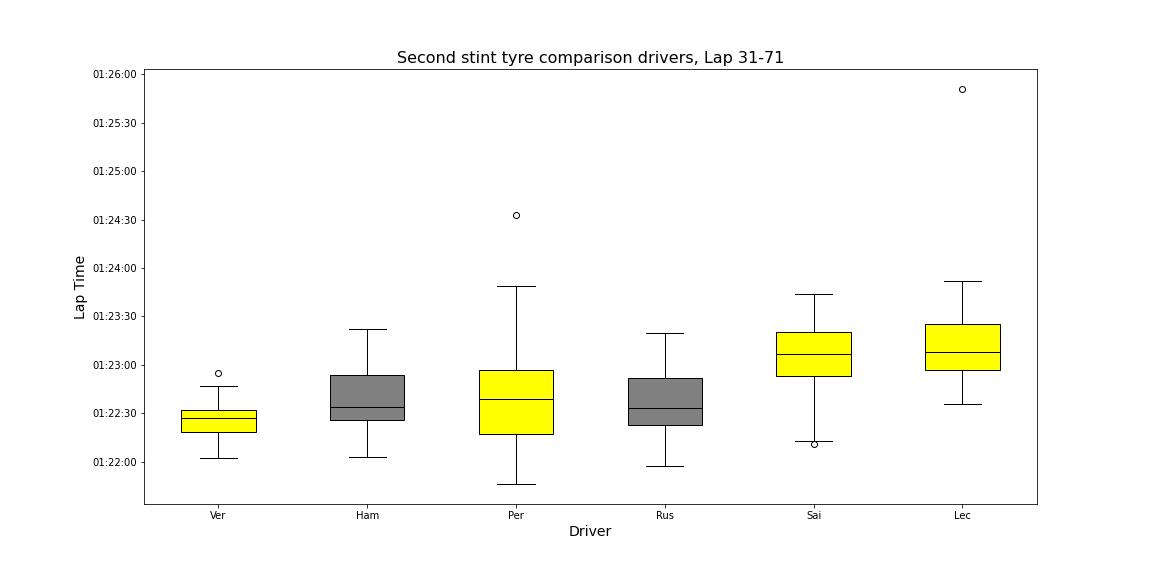 Second stint tyre comparison drivers, Lap 31-71
01:26:00
01:25:30
01:25:00
01:24:30
01:24:00
01:23:30
01:23:00
01:22:30
01:22:00
Lap Time
Ver Ham Per Rus Sai Lec
Driver